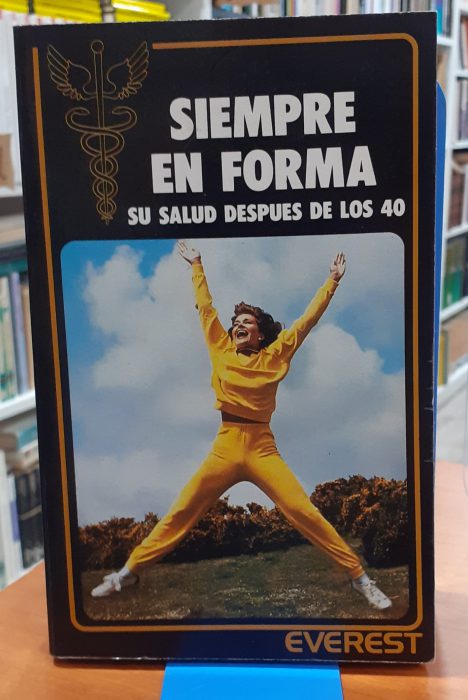 SIEMPRE
EN FORMA
SU SALUD DESPUES DE LOS 40
EVEREST